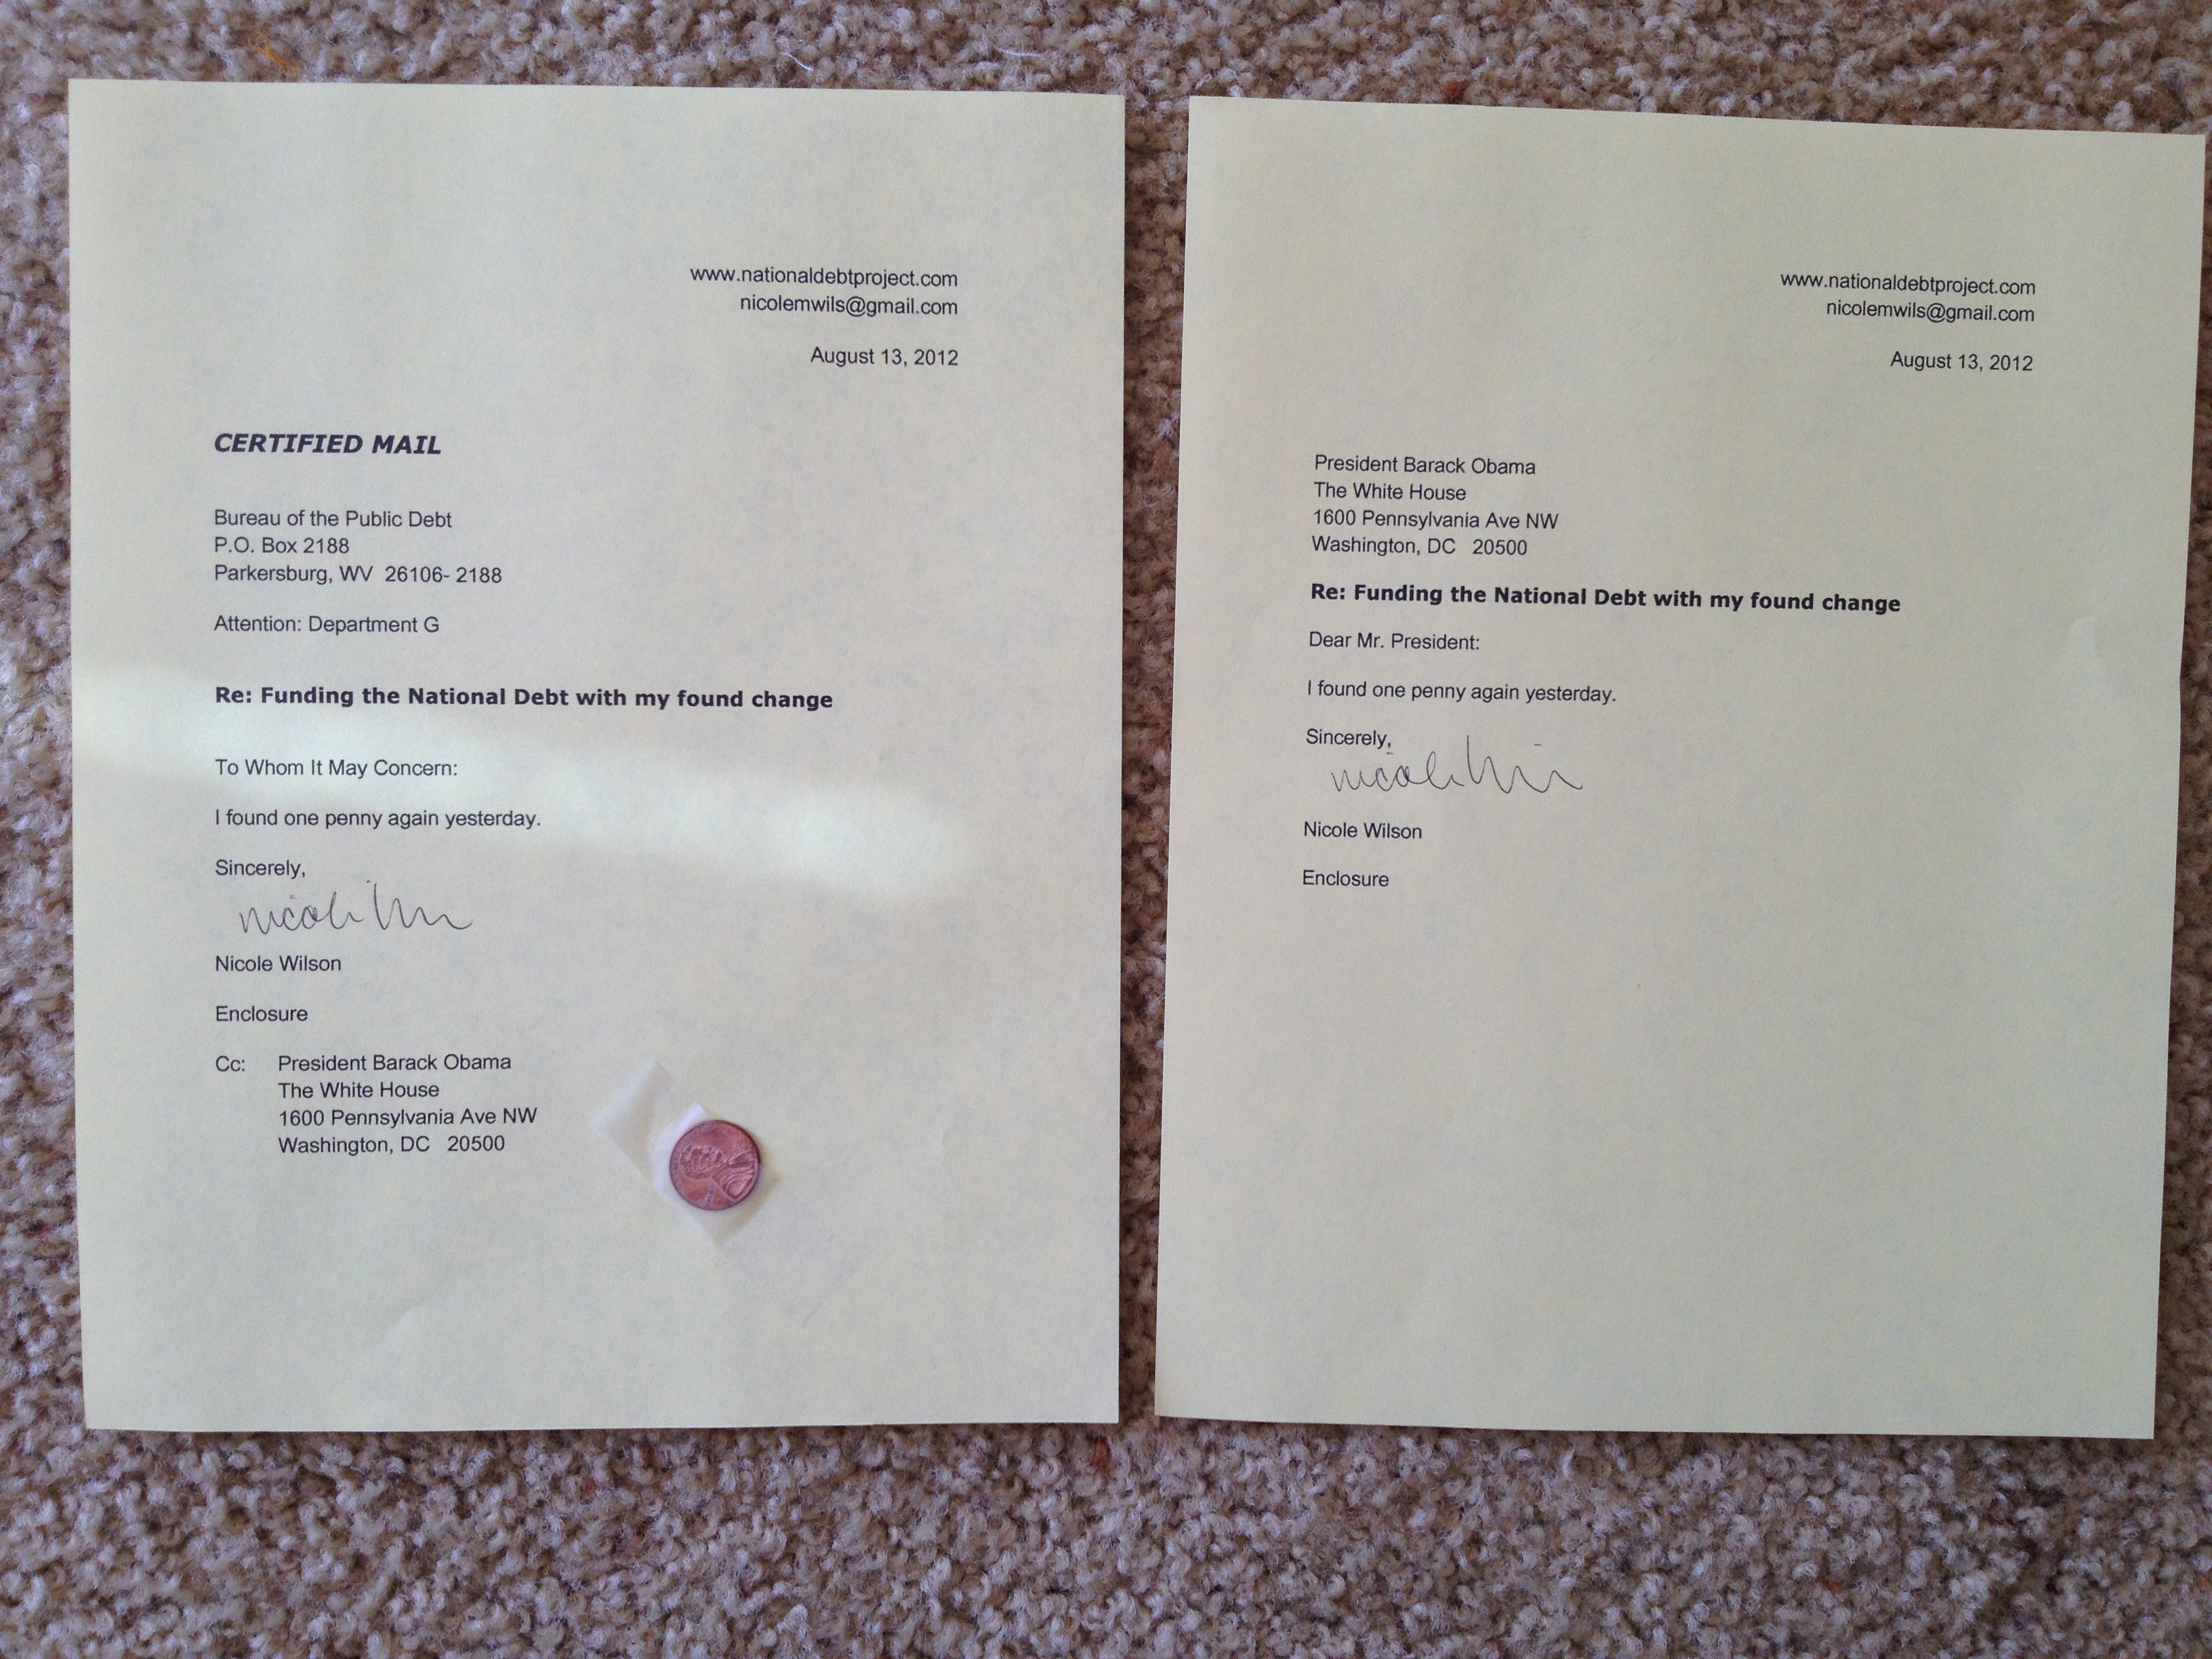 www.nationaldebtproject.com
nicolemwils@gmail.com
August 13, 2012
CERTIFIED MAIL
Bureau of the Public Debt
P.O. Box 2188
Parkersburg, WV  26106- 2188
Attention: Department G
Re: Funding the National Debt with my found change
To Whom It May Concern:
I found one penny again yesterday.
Sincerely,
Nicole Wilson
Enclosure
Cc: President Barack Obama
The White House
1600 Pennsylvania Ave NW
Washington, DC  20500
www.nationaldebtproject.com
nicolemwils@gmail.com
August 13, 2012
President Barack Obama
The White House
1600 Pennsylvania Ave NW
Washington, DC  20500
Re: Funding the National Debt with my found change
Dear Mr. President:
I found one penny again yesterday.
Sincerely,
Nicole Wilson
Enclosure